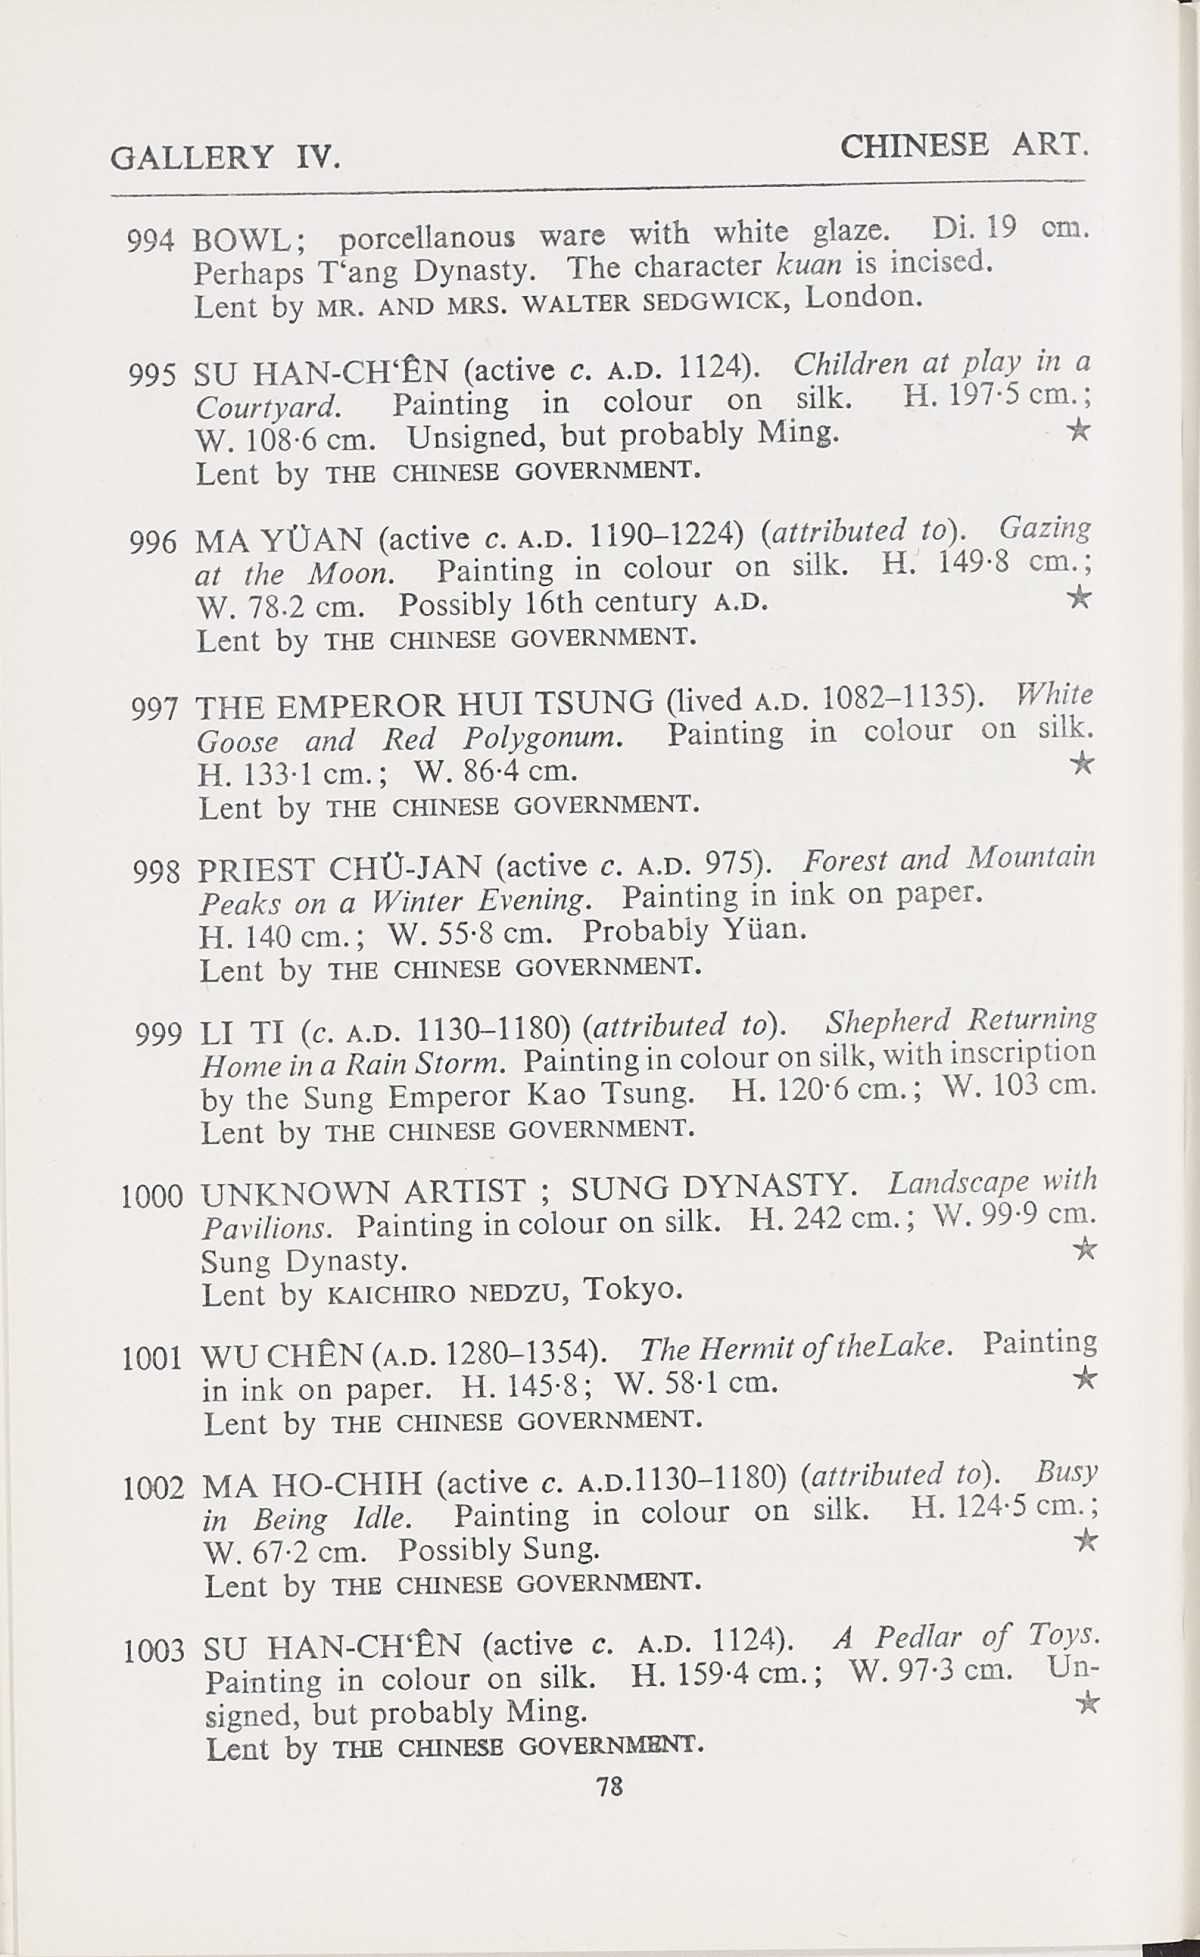 GALLERY IV. CHINESE ART.
994 BOWL; porcellanous ware with white glaze. Di. 19 cm.
Perhaps T‘ang Dynasty. The character kuan is incised.
Lent by MR. AND MRS. WALTER SEDGWICK, London.
995 SU HAN-CH‘ÊN (active c. A.D. 1124). Children at play in a
Courtyard. Painting in colour on silk. H. 197·5 cm.;
W. 108·6 cm. Unsigned, but probably Ming. ★
Lent by THE CHINESE GOVERNMENT.
996 MA YÜAN (active c. A.D. 1190–1224) (attributed to). Gazing
at the Moon. Painting in colour on silk. H. 149·8 cm.;
W. 78.2 cm. Possibly 16th century A.D. ★
Lent by THE CHINESE GOVERNMENT.
997 THE EMPEROR HUI TSUNG (lived A.D. 1082–1135). White
Goose and Red Polygonum. Painting in colour on silk.
H. 133·1 cm.; W. 86·4 cm. ★
Lent by THE CHINESE GOVERNMENT.
998 PRIEST CHÜ-JAN (active c. A.D. 975). Forest and Mountain
Peaks on a Winter Evening. Painting in ink on paper.
H. 140 cm.; W. 55·8 cm. Probably Yüan.
Lent by THE CHINESE GOVERNMENT.
999 LI TI (c. A.D. 1130–1180) (attributed to). Shepherd Returning
Home in a Rain Storm. Painting in colour on silk, with inscription
by the Sung Emperor Kao Tsung. H. 120·6 cm.; W. 103 cm.
Lent by THE CHINESE GOVERNMENT.
1000 UNKNOWN ARTIST ; SUNG DYNASTY. Landscape with
Pavilions. Painting in colour on silk. H. 242 cm.; W. 99·9 cm.
Sung Dynasty. ★
Lent by KAICHIRO NEDZU, Tokyo.
1001 WU CHÊN (A.D. 1280–1354). The Hermit of the Lake. Painting
in ink on paper. H. 145·8; W. 58·1 cm. ★
Lent by THE CHINESE GOVERNMENT.
1002 MA HO-CHIH (active c. A.D.1130–1180) (attributed to). Busy
in Being Idle. Painting in colour on silk. H. 124·5 cm.;
W. 67·2 cm. Possibly Sung. ★
Lent by THE CHINESE GOVERNMENT.
1003 SU HAN-CH‘ÊN (active c. A.D. 1124). A Pedlar of Toys.
Painting in colour on silk. H. 159·4 cm.; W. 97·3 cm. Un-
signed, but probably Ming. ★
Lent by THE CHINESE GOVERNMENT.
78